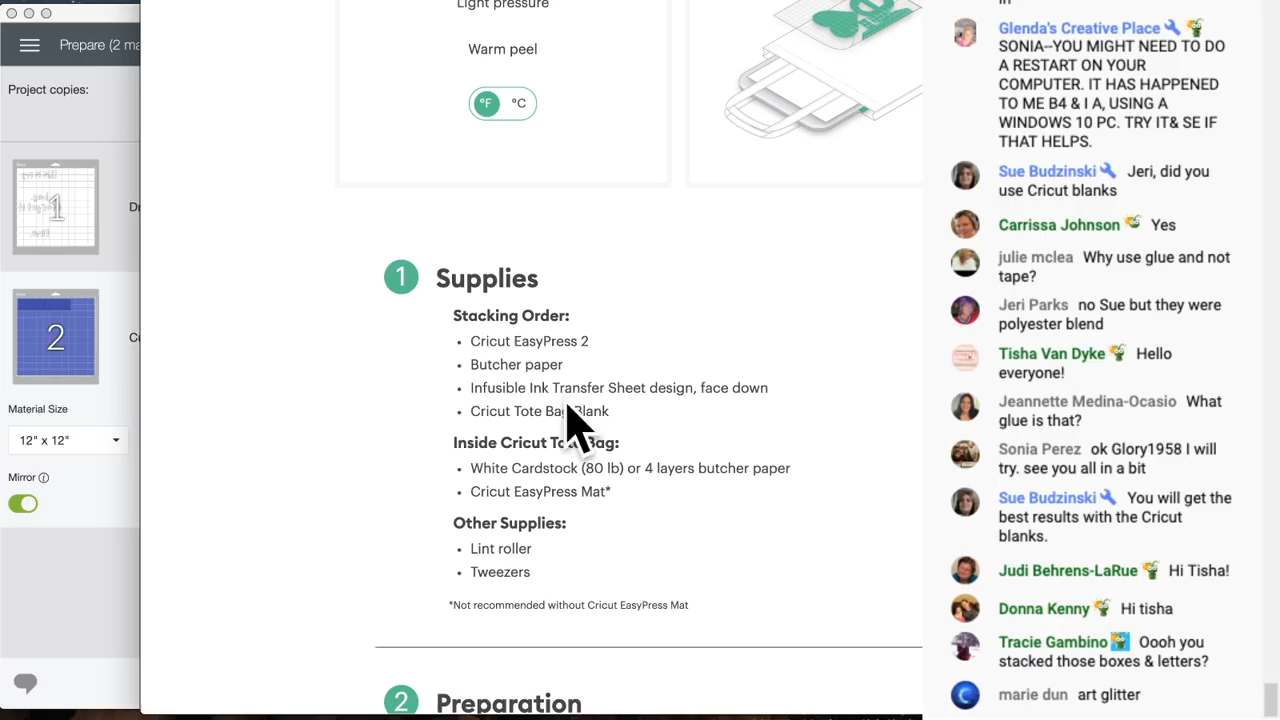 Prepare (2 ma
Project copies:
1
2
Material Size
12" x 12"
Mirror
Light pressure
Warm peel
°F
°C
1 Supplies
Stacking Order:
• Cricut EasyPress 2
• Butcher paper
• Infusible Ink Transfer Sheet design, face down
• Cricut Tote Bag Blank
Inside Cricut Tote Bag:
• White Cardstock (80 lb) or 4 layers butcher paper
• Cricut EasyPress Mat*
Other Supplies:
• Lint roller
• Tweezers
*Not recommended without Cricut EasyPress Mat
2 Preparation
Glenda's Creative Place
SONIA--YOU MIGHT NEED TO DO
A RESTART ON YOUR
COMPUTER. IT HAS HAPPENED
TO ME B4 & I A, USING A
WINDOWS 10 PC. TRY IT& SE IF
THAT HELPS.
Sue Budzinski Jeri, did you
use Cricut blanks
Carrissa Johnson Yes
julie mclea Why use glue and not
tape?
Jeri Parks no Sue but they were
polyester blend
Tisha Van Dyke Hello
everyone!
Jeannette Medina-Ocasio What
glue is that?
Sonia Perez ok Glory1958 I will
try. see you all in a bit
Sue Budzinski You will get the
best results with the Cricut
blanks.
Judi Behrens-LaRue Hi Tisha!
Donna Kenny Hi tisha
Tracie Gambino Oooh you
stacked those boxes & letters?
marie dun art glitter